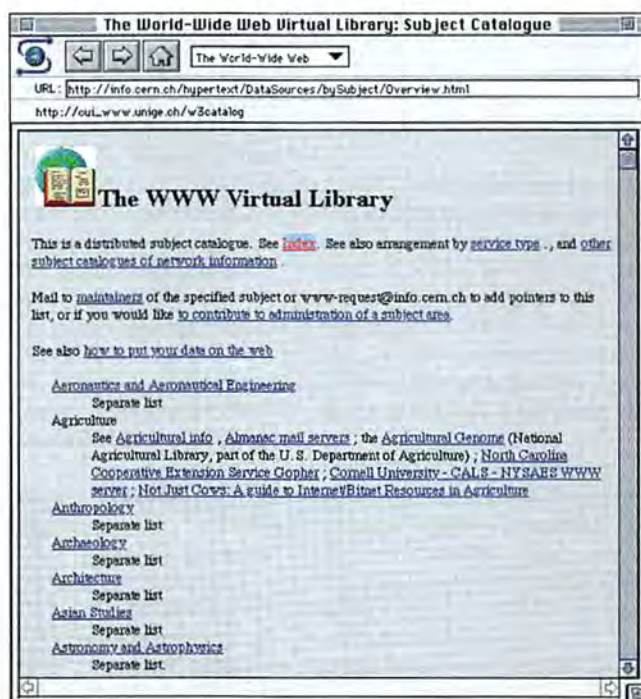 The World-Wide Web Virtual Library: Subject Catalogue
The World-Wide Web
URL: http://info.cern.ch/hypertext/DataSources/bySubject/Overview.html
http://cui_www.unige.ch/w3catalog
The WWW Virtual Library
This is a distributed subject catalogue. See Index. See also arrangement by service type ., and other
subject catalogues of network information .
Mail to maintainers of the specified subject or www-request@info.cern.ch to add pointers to this
list, or if you would like to contribute to administration of a subject area.
See also how to put your data on the web
Aeronautics and Aeronautical Engineering
Separate list
Agriculture
See Agricultural info , Almanac mail servers ; the Agricultural Genome (National
Agricultural Library, part of the U.S. Department of Agriculture) ; North Carolina
Cooperative Extension Service Gopher ; Cornell University - CALS - NYSAES WWW
server ; Not Just Cows: A guide to Internet/Bitnet Resources in Agriculture
Anthropology
Separate list
Archaeology
Separate list
Architecture
Separate list
Asian Studies
Separate list
Astronomy and Astrophysics
Separate list.